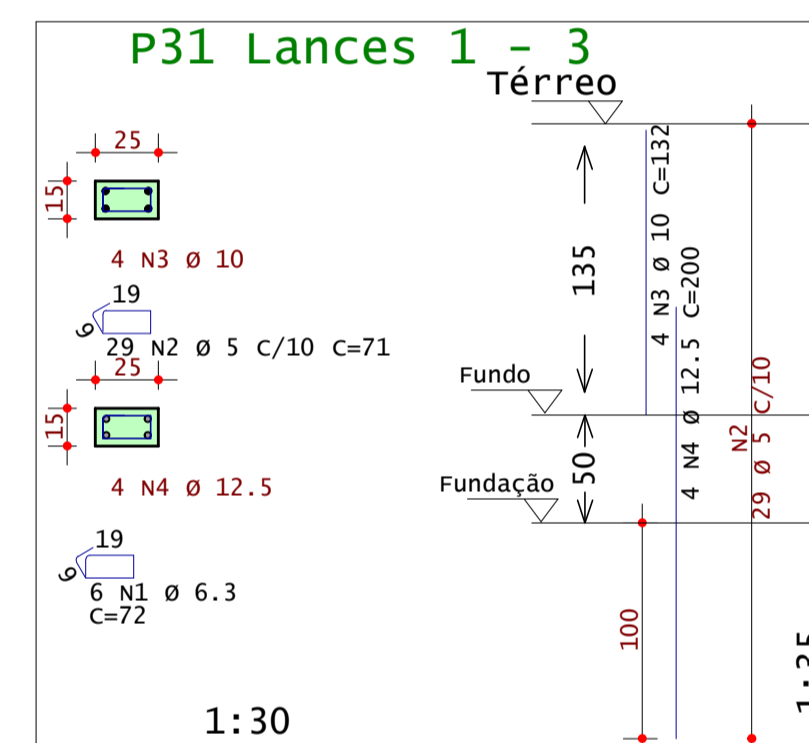 P31 Lances 1 - 3
Térreo
25
15
4 N3 Ø 10
19
9
29 N2 Ø 5 C/10 C=71
25
15
4 N4 Ø 12.5
19
9
6 N1 Ø 6.3
C=72
1:30
135
Fundo
50
Fundação
100
4 N3 Ø 10 C=132
4 N4 Ø 12.5 C=200
N2
29 Ø 5 C/10